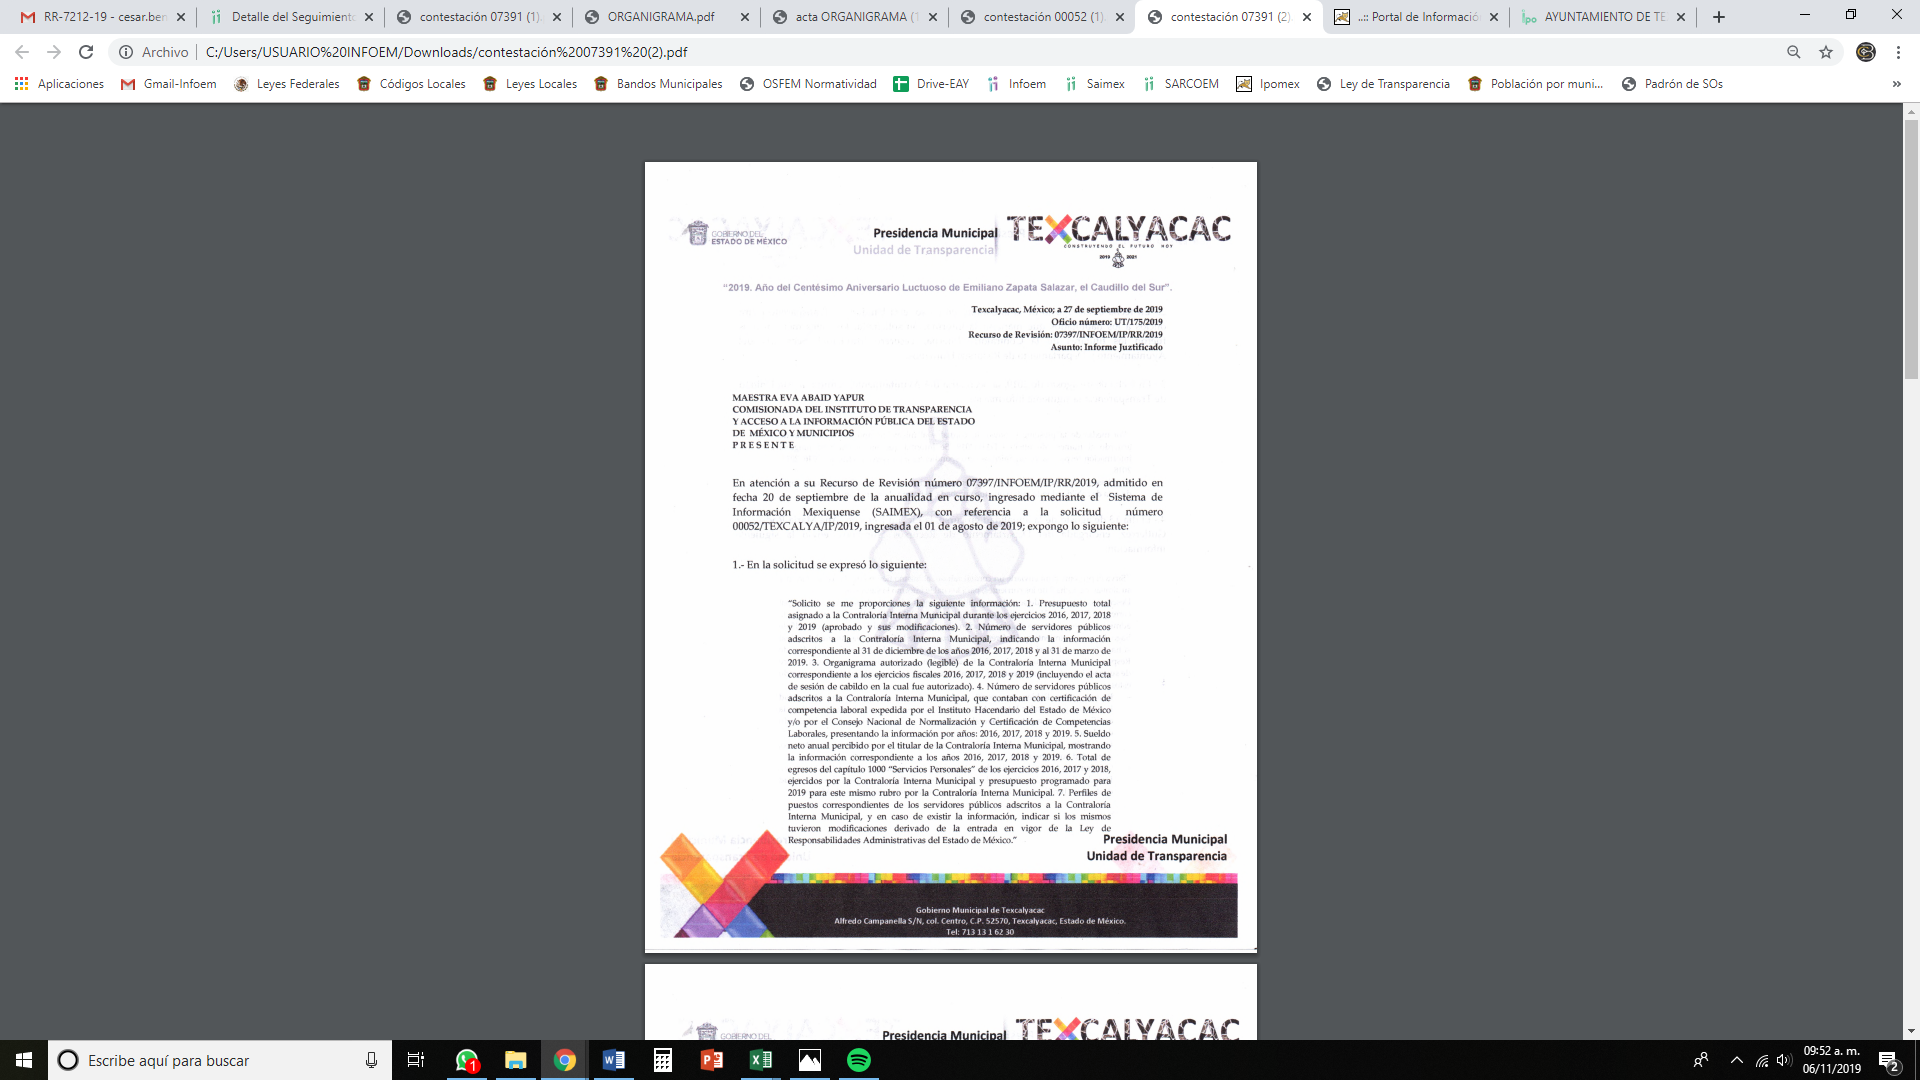 RR-7212-19 - cesar.ber
Detalle del Seguimiento
contestación 07391 (1)
ORGANIGRAMA.pdf
acta ORGANIGRAMA (1
contestación 00052 (1)
contestación 07391 (2)
..:: Portal de Informació
AYUNTAMIENTO DE TE
Archivo
C:/Users/USUARIO%20INFOEM/Downloads/contestación%2007391%20(2).pdf
Aplicaciones
Gmail-Infoem
Leyes Federales
Códigos Locales
Leyes Locales
Bandos Municipales
OSFEM Normatividad
Drive-EAY
Infoem
Saimex
SARCOEM
Ipomex
Ley de Transparencia
Población por muni...
Padrón de SOs
»
GOBIERNO DEL
ESTADO DE MÉXICO
Presidencia Municipal
Unidad de Transparencia
TEXCALYACAC
CONSTRUYENDO EL FUTURO HOY
2019 2021
"2019. Año del Centésimo Aniversario Luctuoso de Emiliano Zapata Salazar, el Caudillo del Sur".
Texcalyacac, México; a 27 de septiembre de 2019
Oficio número: UT/175/2019
Recurso de Revisión: 07397/INFOEM/IP/RR/2019
Asunto: Informe Juztificado
MAESTRA EVA ABAID YAPUR
COMISIONADA DEL INSTITUTO DE TRANSPARENCIA
Y ACCESO A LA INFORMACIÓN PÚBLICA DEL ESTADO
DE MÉXICO Y MUNICIPIOS
P R E S E N T E
En atención a su Recurso de Revisión número 07397/INFOEM/IP/RR/2019, admitido en
fecha 20 de septiembre de la anualidad en curso, ingresado mediante el Sistema de
Información Mexiquense (SAIMEX), con referencia a la solicitud número
00052/TEXCALYA/IP/2019, ingresada el 01 de agosto de 2019; expongo lo siguiente:
1.- En la solicitud se expresó lo siguiente:
"Solicito se me proporciones la siguiente información: 1. Presupuesto total
asignado a la Contraloría Interna Municipal durante los ejercicios 2016, 2017, 2018
y 2019 (aprobado y sus modificaciones). 2. Número de servidores públicos
adscritos a la Contraloría Interna Municipal, indicando la información
correspondiente al 31 de diciembre de los años 2016, 2017, 2018 y al 31 de marzo de
2019. 3. Organigrama autorizado (legible) de la Contraloría Interna Municipal
correspondiente a los ejercicios fiscales 2016, 2017, 2018 y 2019 (incluyendo el acta
de sesión de cabildo en la cual fue autorizado). 4. Número de servidores públicos
adscritos a la Contraloría Interna Municipal, que contaban con certificación de
competencia laboral expedida por el Instituto Hacendario del Estado de México
y/o por el Consejo Nacional de Normalización y Certificación de Competencias
Laborales, presentando la información por años: 2016, 2017, 2018 y 2019. 5. Sueldo
neto anual percibido por el titular de la Contraloría Interna Municipal, mostrando
la información correspondiente a los años 2016, 2017, 2018 y 2019. 6. Total de
egresos del capítulo 1000 "Servicios Personales" de los ejercicios 2016, 2017 y 2018,
ejercidos por la Contraloría Interna Municipal y presupuesto programado para
2019 para este mismo rubro por la Contraloría Interna Municipal. 7. Perfiles de
puestos correspondientes de los servidores públicos adscritos a la Contraloría
Interna Municipal, y en caso de existir la información, indicar si los mismos
tuvieron modificaciones derivado de la entrada en vigor de la Ley de
Responsabilidades Administrativas del Estado de México."
Presidencia Municipal
Unidad de Transparencia
Gobierno Municipal de Texcalyacac
Alfredo Campanella S/N, col. Centro, C.P. 52570, Texcalyacac, Estado de México.
Tel: 713 13 1 62 30
GOBIERNO DEL
Presidencia Municipal
TEXCALYACAC
Escribe aquí para buscar
1
09:52 a. m.
06/11/2019
2